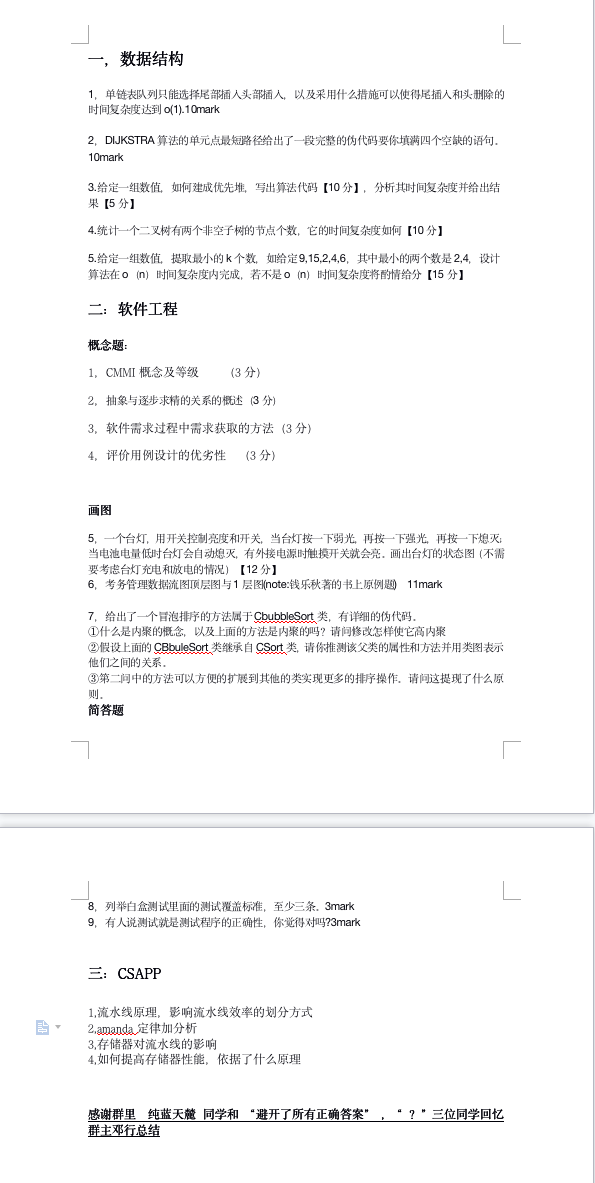 一，数据结构
1，单链表队列只能选择尾部插入头部插入，以及采用什么措施可以使得尾插入和头删除的
时间复杂度达到 o(1).10mark
2，DIJKSTRA 算法的单元点最短路径给出了一段完整的伪代码要你填满四个空缺的语句。
10mark
3.给定一组数值，如何建成优先堆，写出算法代码【10 分】，分析其时间复杂度并给出结
果【5 分】
4.统计一个二叉树有两个非空子树的节点个数，它的时间复杂度如何【10 分】
5.给定一组数值，提取最小的 k 个数，如给定 9,15,2,4,6，其中最小的两个数是 2,4，设计
算法在 o（n）时间复杂度内完成，若不是 o（n）时间复杂度将酌情给分【15 分】
二：软件工程
概念题：
1，CMMI 概念及等级 （3 分）
2，抽象与逐步求精的关系的概述（3 分）
3，软件需求过程中需求获取的方法（3 分）
4，评价用例设计的优劣性 （3 分）
画图
5，一个台灯，用开关控制亮度和开关，当台灯按一下弱光，再按一下强光，再按一下熄灭；
当电池电量低时台灯会自动熄灭，有外接电源时触摸开关就会亮。画出台灯的状态图（不需
要考虑台灯充电和放电的情况）【12 分】
6，考务管理数据流图顶层图与 1 层图(note:钱乐秋著的书上原例题) 11mark
7，给出了一个冒泡排序的方法属于 CbubbleSort 类，有详细的伪代码。
①什么是内聚的概念，以及上面的方法是内聚的吗？请问修改怎样使它高内聚
②假设上面的 CBbuleSort 类继承自 CSort 类，请你推测该父类的属性和方法并用类图表示
他们之间的关系。
③第二问中的方法可以方便的扩展到其他的类实现更多的排序操作。请问这提现了什么原
则。
简答题
8，列举白盒测试里面的测试覆盖标准，至少三条。3mark
9，有人说测试就是测试程序的正确性，你觉得对吗?3mark
三：CSAPP
1,流水线原理，影响流水线效率的划分方式
2,amanda 定律加分析
3,存储器对流水线的影响
4,如何提高存储器性能，依据了什么原理
感谢群里 纯蓝天麓 同学和 “避开了所有正确答案”，“ ？”三位同学回忆
群主邓行总结